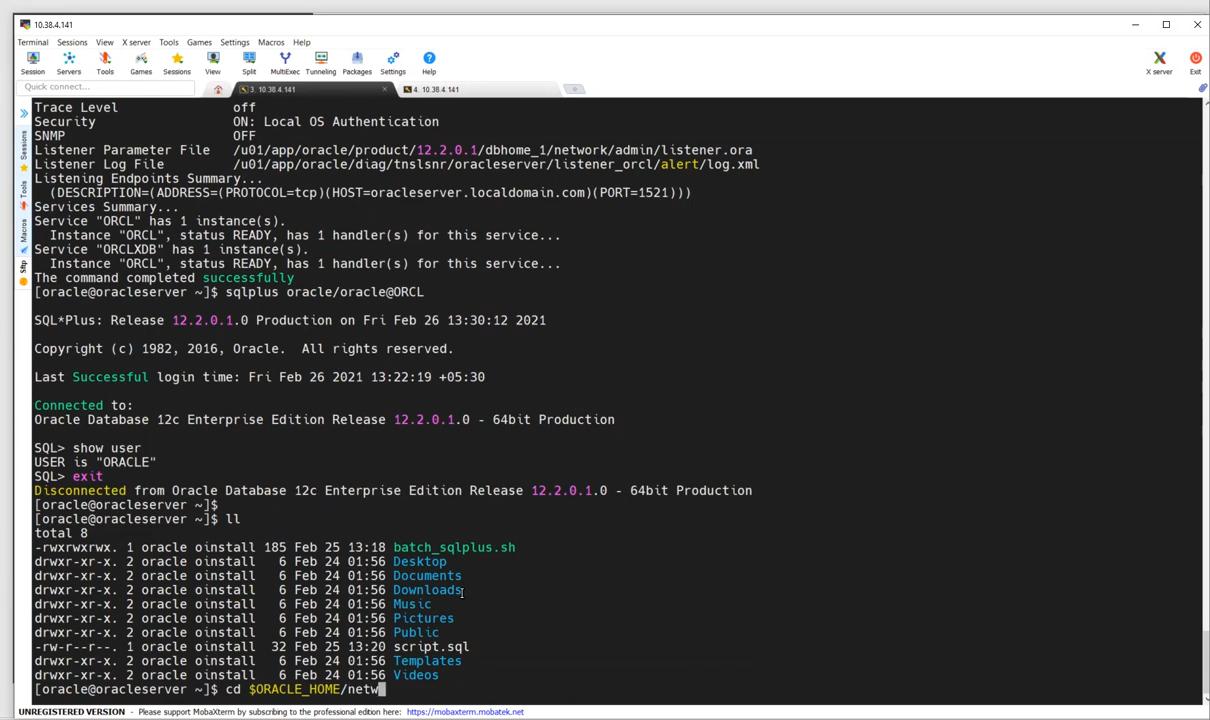 10.38.4.141
Terminal Sessions View X server Tools Games Settings Macros Help
Session Servers Tools Games Sessions View Split MultiExec Tunneling Packages Settings Help X server Exit
Quick connect...
3. 10.38.4.141
4. 10.38.4.141
Sessions
Tools
Macros
Sftp
Trace Level off
Security ON: Local OS Authentication
SNMP OFF
Listener Parameter File /u01/app/oracle/product/12.2.0.1/dbhome_1/network/admin/listener.ora
Listener Log File /u01/app/oracle/diag/tnslsnr/oracleserver/listener_orcl/alert/log.xml
Listening Endpoints Summary...
(DESCRIPTION=(ADDRESS=(PROTOCOL=tcp)(HOST=oracleserver.localdomain.com)(PORT=1521)))
Services Summary...
Service "ORCL" has 1 instance(s).
Instance "ORCL", status READY, has 1 handler(s) for this service...
Service "ORCLXDB" has 1 instance(s).
Instance "ORCL", status READY, has 1 handler(s) for this service...
The command completed successfully
[oracle@oracleserver ~]$ sqlplus oracle/oracle@ORCL
SQL*Plus: Release 12.2.0.1.0 Production on Fri Feb 26 13:30:12 2021
Copyright (c) 1982, 2016, Oracle. All rights reserved.
Last Successful login time: Fri Feb 26 2021 13:22:19 +05:30
Connected to:
Oracle Database 12c Enterprise Edition Release 12.2.0.1.0 - 64bit Production
SQL> show user
USER is "ORACLE"
SQL> exit
Disconnected from Oracle Database 12c Enterprise Edition Release 12.2.0.1.0 - 64bit Production
[oracle@oracleserver ~]$
[oracle@oracleserver ~]$ ll
total 8
-rwxrwxrwx. 1 oracle oinstall 185 Feb 25 13:18 batch_sqlplus.sh
drwxr-xr-x. 2 oracle oinstall 6 Feb 24 01:56 Desktop
drwxr-xr-x. 2 oracle oinstall 6 Feb 24 01:56 Documents
drwxr-xr-x. 2 oracle oinstall 6 Feb 24 01:56 Downloads
drwxr-xr-x. 2 oracle oinstall 6 Feb 24 01:56 Music
drwxr-xr-x. 2 oracle oinstall 6 Feb 24 01:56 Pictures
drwxr-xr-x. 2 oracle oinstall 6 Feb 24 01:56 Public
-rw-r--r--. 1 oracle oinstall 32 Feb 25 13:20 script.sql
drwxr-xr-x. 2 oracle oinstall 6 Feb 24 01:56 Templates
drwxr-xr-x. 2 oracle oinstall 6 Feb 24 01:56 Videos
[oracle@oracleserver ~]$ cd $ORACLE_HOME/netw
UNREGISTERED VERSION - Please support MobaXterm by subscribing to the professional edition here: https://mobaxterm.mobatek.net